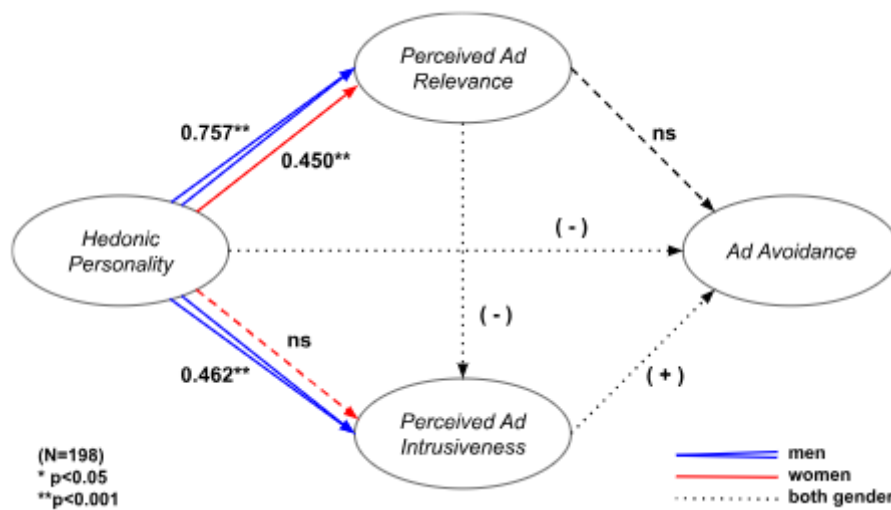 Perceived Ad
Relevance
0.757**
ns
0.450**
Hedonic
Personality
( - )
Ad Avoidance
ns
( - )
0.462**
( + )
Perceived Ad
Intrusiveness
(N=198)
* p<0.05
**p<0.001
men
women
both gender